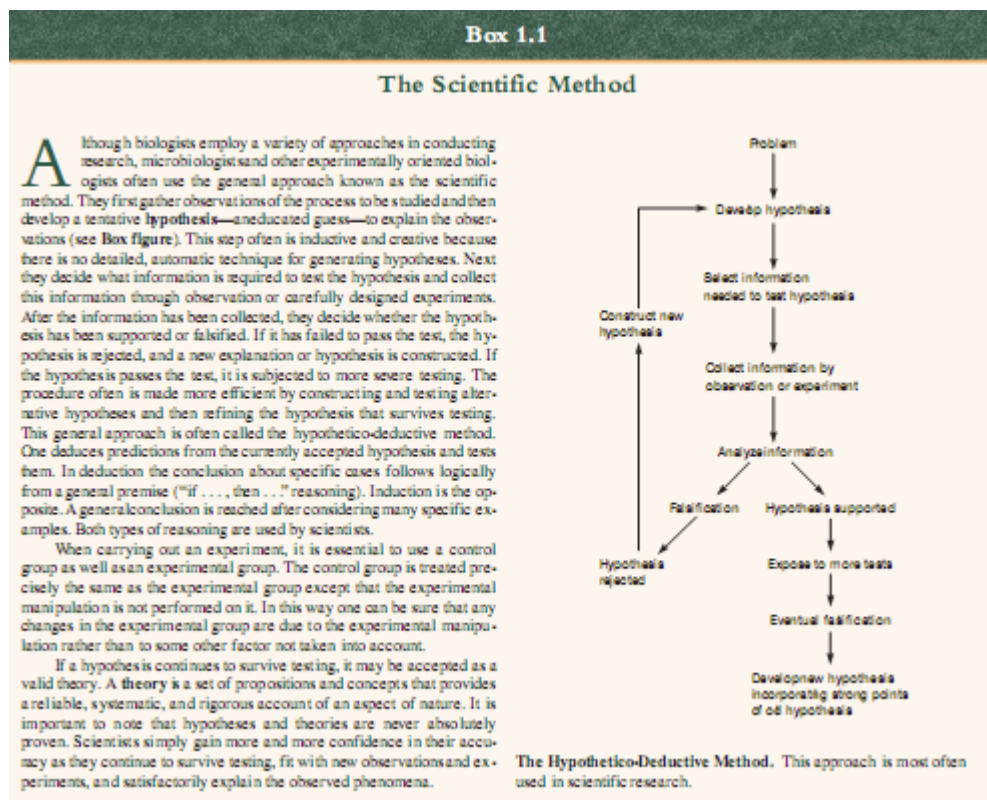 Box 1.1
The Scientific Method
Although biologists employ a variety of approaches in conducting
research, microbiologists and other experimentally oriented biol-
ogists often use the general approach known as the scientific
method. They first gather observations of the process to be studied and then
develop a tentative hypothesis—an educated guess—to explain the obser-
vations (see Box figure). This step often is inductive and creative because
there is no detailed, automatic technique for generating hypotheses. Next
they decide what information is required to test the hypothesis and collect
this information through observation or carefully designed experiments.
After the information has been collected, they decide whether the hypoth-
esis has been supported or falsified. If it has failed to pass the test, the hy-
pothesis is rejected, and a new explanation or hypothesis is constructed. If
the hypothesis passes the test, it is subjected to more severe testing. The
procedure often is made more efficient by constructing and testing alter-
native hypotheses and then refining the hypothesis that survives testing.
This general approach is often called the hypothetico-deductive method.
One deduces predictions from the currently accepted hypothesis and tests
them. In deduction the conclusion about specific cases follows logically
from a general premise (“if . . . , then . . .” reasoning). Induction is the op-
posite. A general conclusion is reached after considering many specific ex-
amples. Both types of reasoning are used by scientists.
When carrying out an experiment, it is essential to use a control
group as well as an experimental group. The control group is treated pre-
cisely the same as the experimental group except that the experimental
manipulation is not performed on it. In this way one can be sure that any
changes in the experimental group are due to the experimental manipu-
lation rather than to some other factor not taken into account.
If a hypothesis continues to survive testing, it may be accepted as a
valid theory. A theory is a set of propositions and concepts that provides
a reliable, systematic, and rigorous account of an aspect of nature. It is
important to note that hypotheses and theories are never absolutely
proven. Scientists simply gain more and more confidence in their accu-
racy as they continue to survive testing, fit with new observations and ex-
periments, and satisfactorily explain the observed phenomena.
Problem
Develop hypothesis
Select information
needed to test hypothesis
Construct new
hypothesis
Collect information by
observation or experiment
Analyze information
Falsification
Hypothesis supported
Hypothesis
rejected
Expose to more tests
Eventual falsification
Develop new hypothesis
incorporating strong points
of old hypothesis
The Hypothetico-Deductive Method. This approach is most often
used in scientific research.